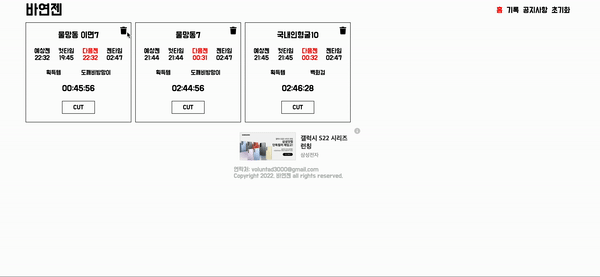 바연젠
홈 기록 공지사항 초기화
물망동 이면7
예상젠 컷타임 다음젠 젠타임
22:32 19:45 22:32 02:47
획득템 도깨비방망이
00:45:56
CUT
물망동7
예상젠 컷타임 다음젠 젠타임
21:44 21:44 00:31 02:47
획득템 도깨비방망이
02:44:56
CUT
국내인형굴10
예상젠 컷타임 다음젠 젠타임
21:45 21:45 00:32 02:47
획득템 백화검
02:46:28
CUT
갤럭시 S22 시리즈
런칭
삼성전자
연락처: voluntad3000@gmail.com
Copyright 2022. 바연젠 all rights reserved.